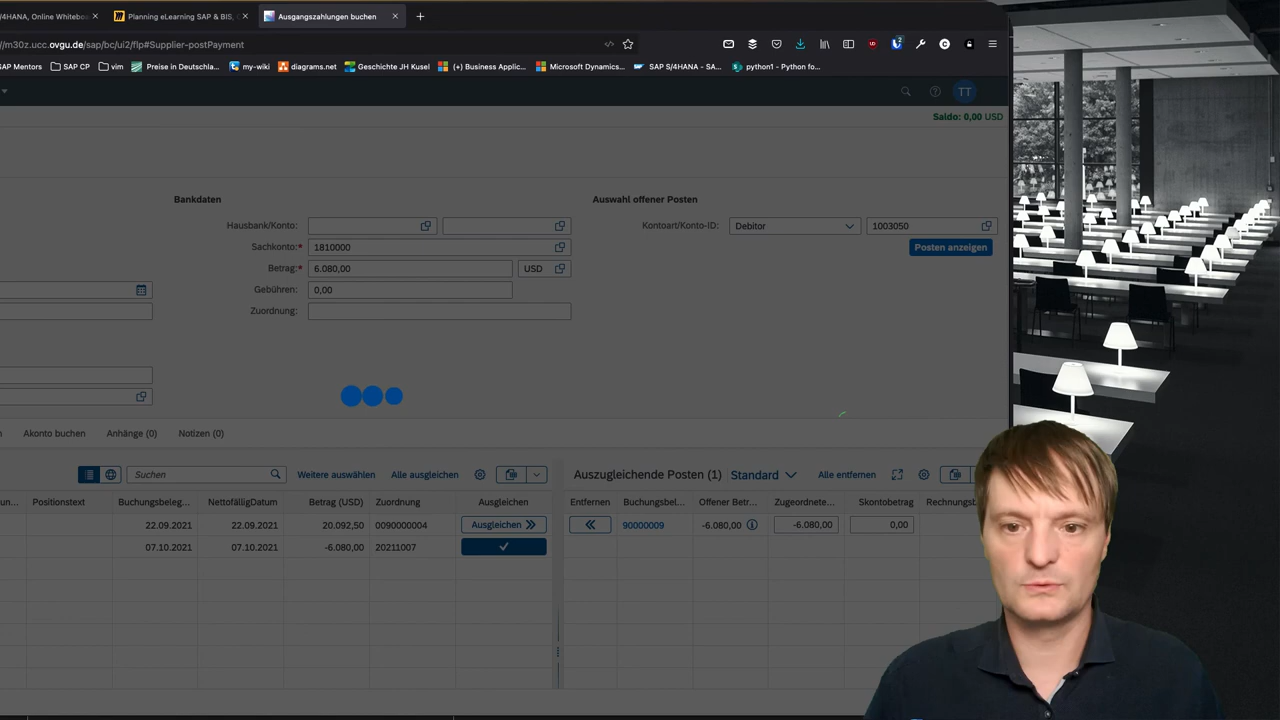 /4HANA, Online Whitebo
Planning eLearning SAP & BIS,
Ausgangszahlungen buchen
//m30z.ucc.ovgu.de/sap/bc/ui2/flp#Supplier-postPayment
SAP Mentors
SAP CP
vim
Preise in Deutschla...
my-wiki
diagrams.net
Geschichte JH Kusel
(+) Business Applic...
Microsoft Dynamics...
SAP S/4HANA - SA...
python1 - Python fo...
TT
Saldo: 0,00 USD
Bankdaten
Auswahl offener Posten
Hausbank/Konto:
Kontoart/Konto-ID:
Debitor
1003050
Sachkonto:*
1810000
Posten anzeigen
Betrag:*
6.080,00
USD
Gebühren:
0,00
Zuordnung:
Akonto buchen
Anhänge (0)
Notizen (0)
Suchen
Weitere auswählen
Alle ausgleichen
Auszugleichende Posten (1)
Standard
Alle entfernen
un...
Positionstext
Buchungsbeleg...
NettofälligDatum
Betrag (USD)
Zuordnung
Ausgleichen
Entfernen
Buchungsbel...
Offener Betr...
Zugeordnete...
Skontobetrag
Rechnungsb
22.09.2021
22.09.2021
20.092,50
0090000004
Ausgleichen
90000009
-6.080,00
-6.080,00
0,00
07.10.2021
07.10.2021
-6.080,00
20211007